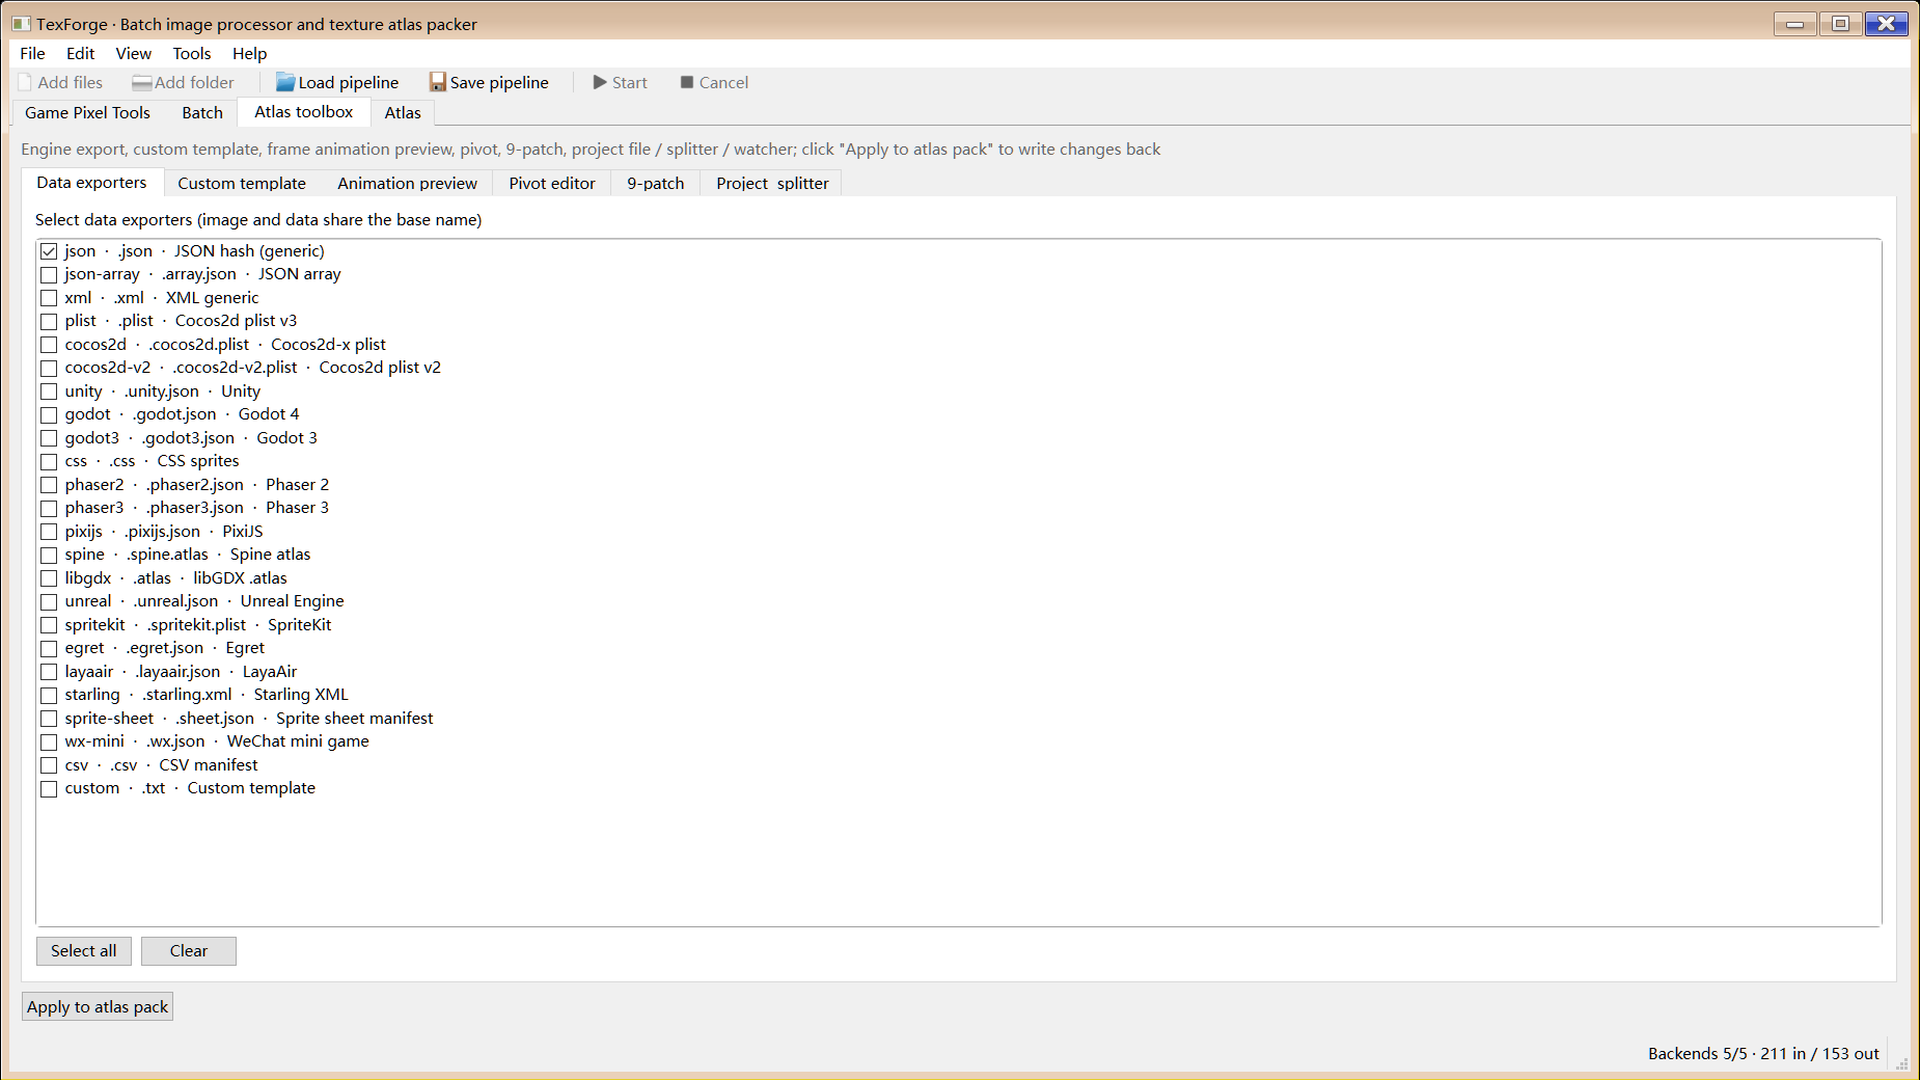 TexForge · Batch image processor and texture atlas packer
File Edit View Tools Help
Add files Add folder Load pipeline Save pipeline Start Cancel
Game Pixel Tools Batch Atlas toolbox Atlas
Engine export, custom template, frame animation preview, pivot, 9-patch, project file / splitter / watcher; click "Apply to atlas pack" to write changes back
Data exporters Custom template Animation preview Pivot editor 9-patch Project splitter
Select data exporters (image and data share the base name)
json · .json · JSON hash (generic)
json-array · .array.json · JSON array
xml · .xml · XML generic
plist · .plist · Cocos2d plist v3
cocos2d · .cocos2d.plist · Cocos2d-x plist
cocos2d-v2 · .cocos2d-v2.plist · Cocos2d plist v2
unity · .unity.json · Unity
godot · .godot.json · Godot 4
godot3 · .godot3.json · Godot 3
css · .css · CSS sprites
phaser2 · .phaser2.json · Phaser 2
phaser3 · .phaser3.json · Phaser 3
pixijs · .pixijs.json · PixiJS
spine · .spine.atlas · Spine atlas
libgdx · .atlas · libGDX .atlas
unreal · .unreal.json · Unreal Engine
spritekit · .spritekit.plist · SpriteKit
egret · .egret.json · Egret
layaair · .layaair.json · LayaAir
starling · .starling.xml · Starling XML
sprite-sheet · .sheet.json · Sprite sheet manifest
wx-mini · .wx.json · WeChat mini game
csv · .csv · CSV manifest
custom · .txt · Custom template
Select all Clear
Apply to atlas pack
Backends 5/5 · 211 in / 153 out